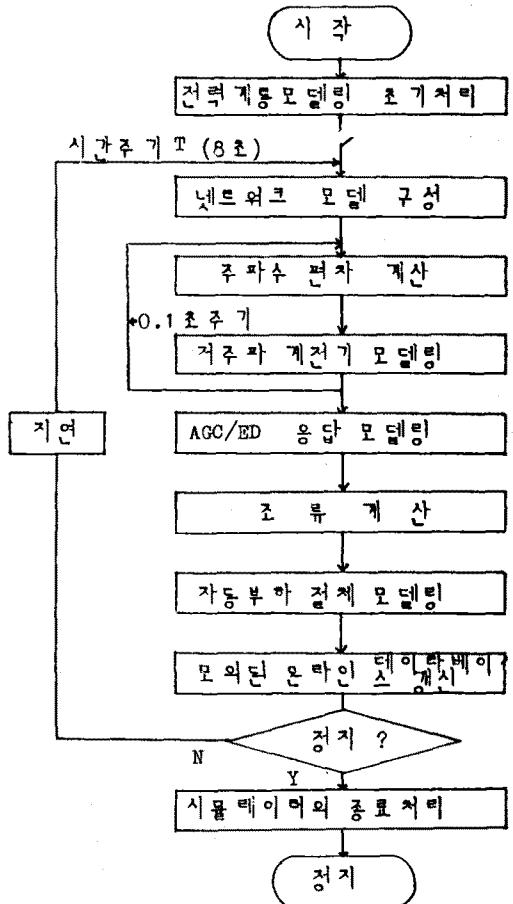 시 작
전력계통모델링 초기처리
시간주기 T (8초)
넷트워크 모델 구성
주파수 편차 계산
0.1초주기
저주파 계전기 모델링
지연
AGC/ED 응답 모델링
조 류 계 산
자동부하 절체 모델링
모의된 온라인 데이타베이스 갱신
정지 ?
N
Y
시뮬레이터의 종료처리
정지